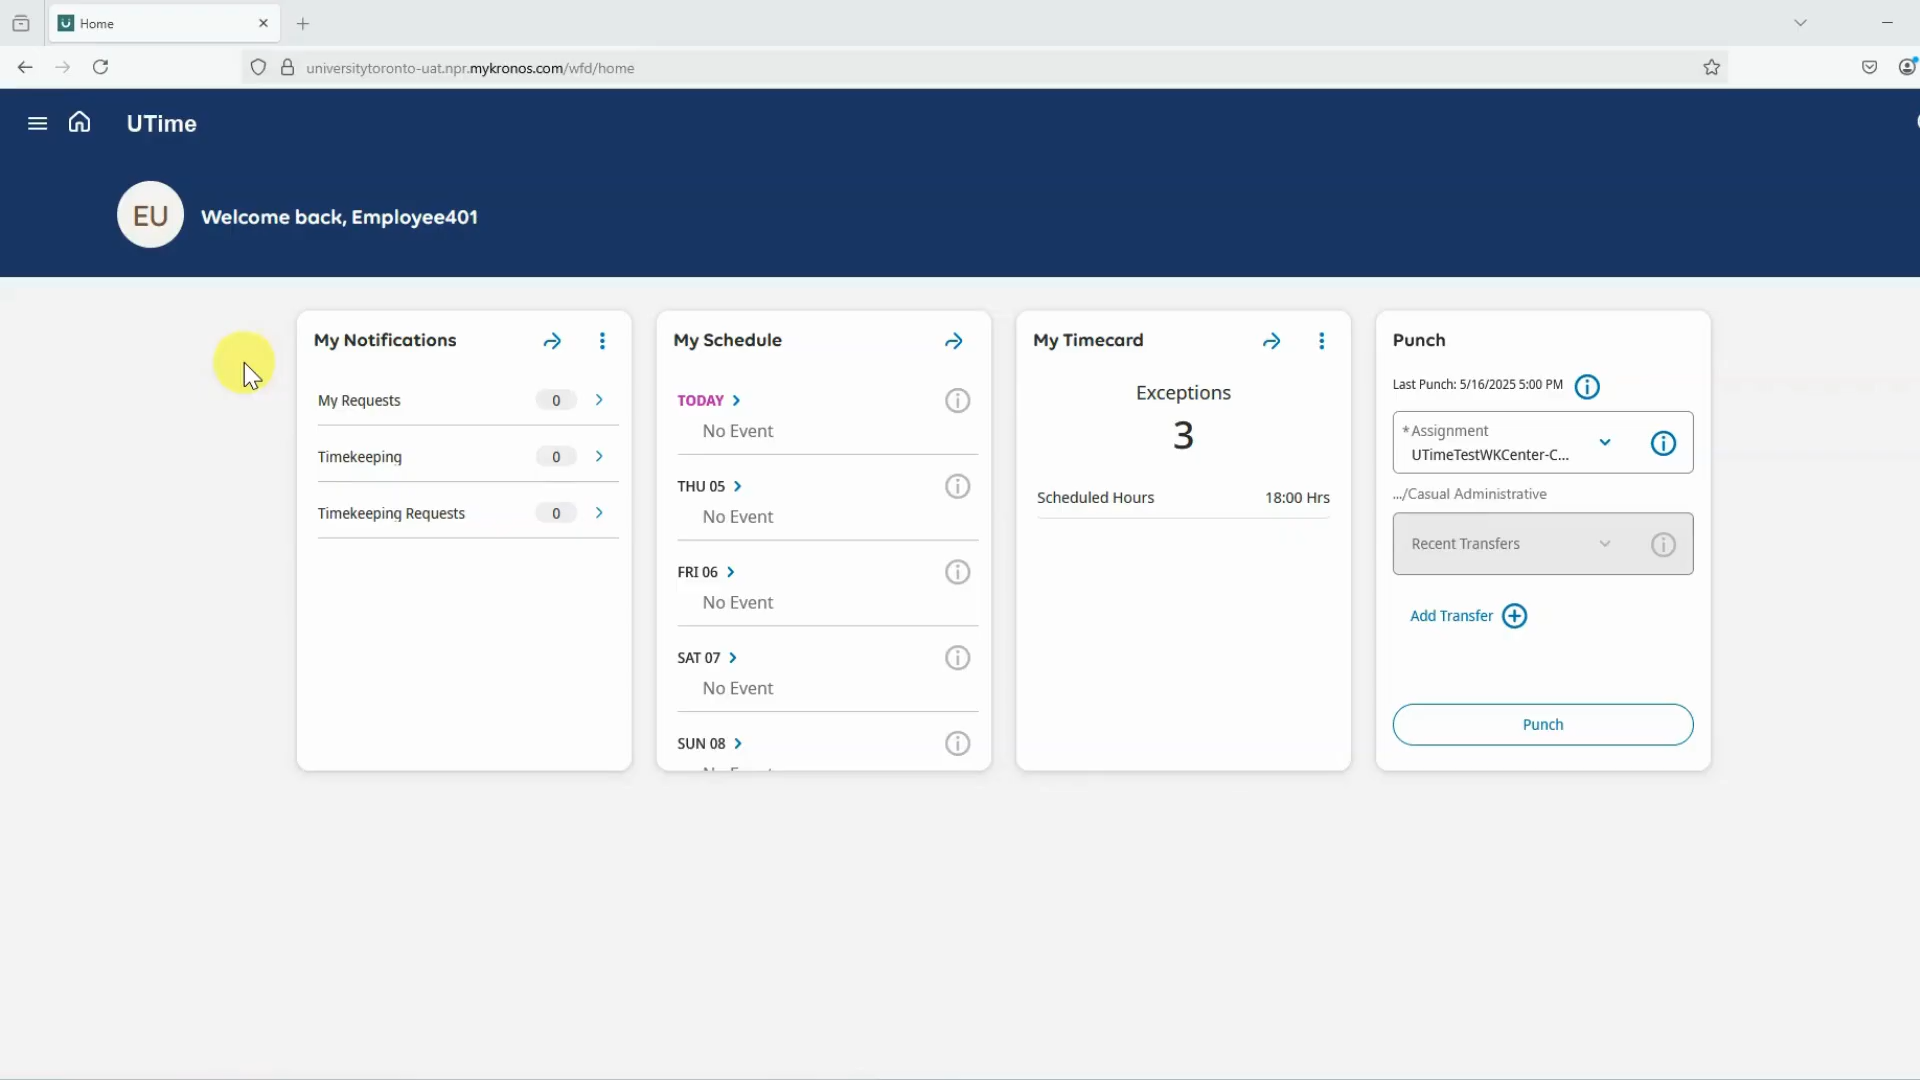 Home
universitytoronto-uat.npr.mykronos.com/wfd/home
UTime
EU
Welcome back, Employee401
My Notifications
My Requests 0
Timekeeping 0
Timekeeping Requests 0
My Schedule
TODAY
No Event
THU 05
No Event
FRI 06
No Event
SAT 07
No Event
SUN 08
My Timecard
Exceptions
3
Scheduled Hours 18:00 Hrs
Punch
Last Punch: 5/16/2025 5:00 PM
*Assignment
UTimeTestWKCenter-C...
.../Casual Administrative
Recent Transfers
Add Transfer
Punch